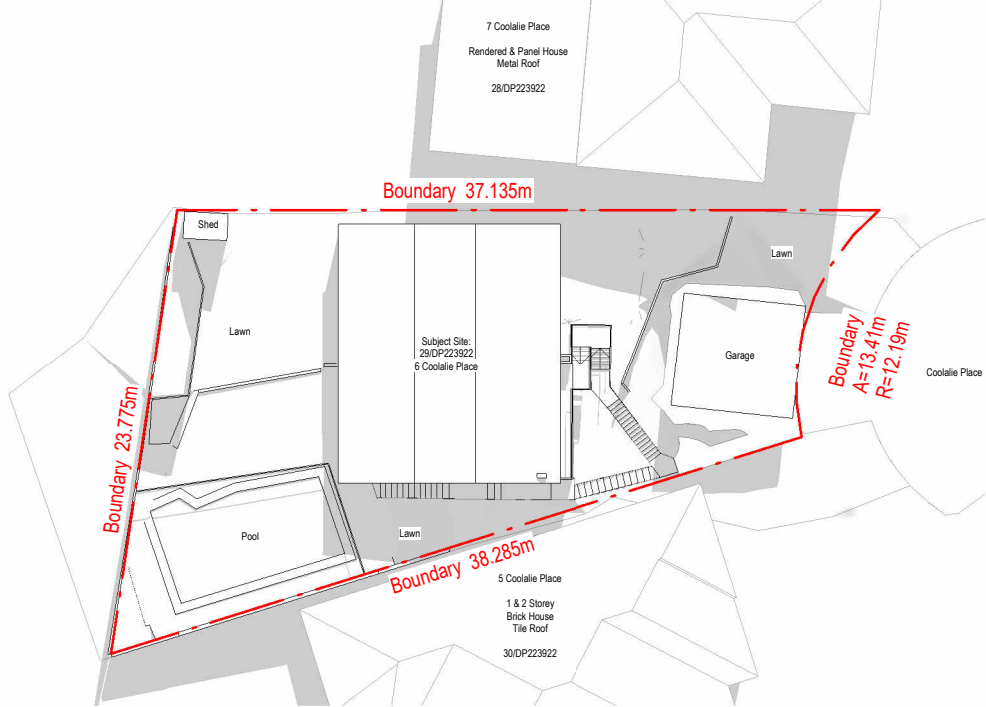 7 Coolalie Place
Rendered & Panel House
Metal Roof
28/DP223922
Boundary 37.135m
Shed
Lawn
Lawn
Subject Site:
29/DP223922
6 Coolalie Place
Garage
Boundary
A=13.41m
R=12.19m
Coolalie Place
Boundary 23.775m
Pool
Lawn
Boundary 38.285m
5 Coolalie Place
1 & 2 Storey
Brick House
Tile Roof
30/DP223922